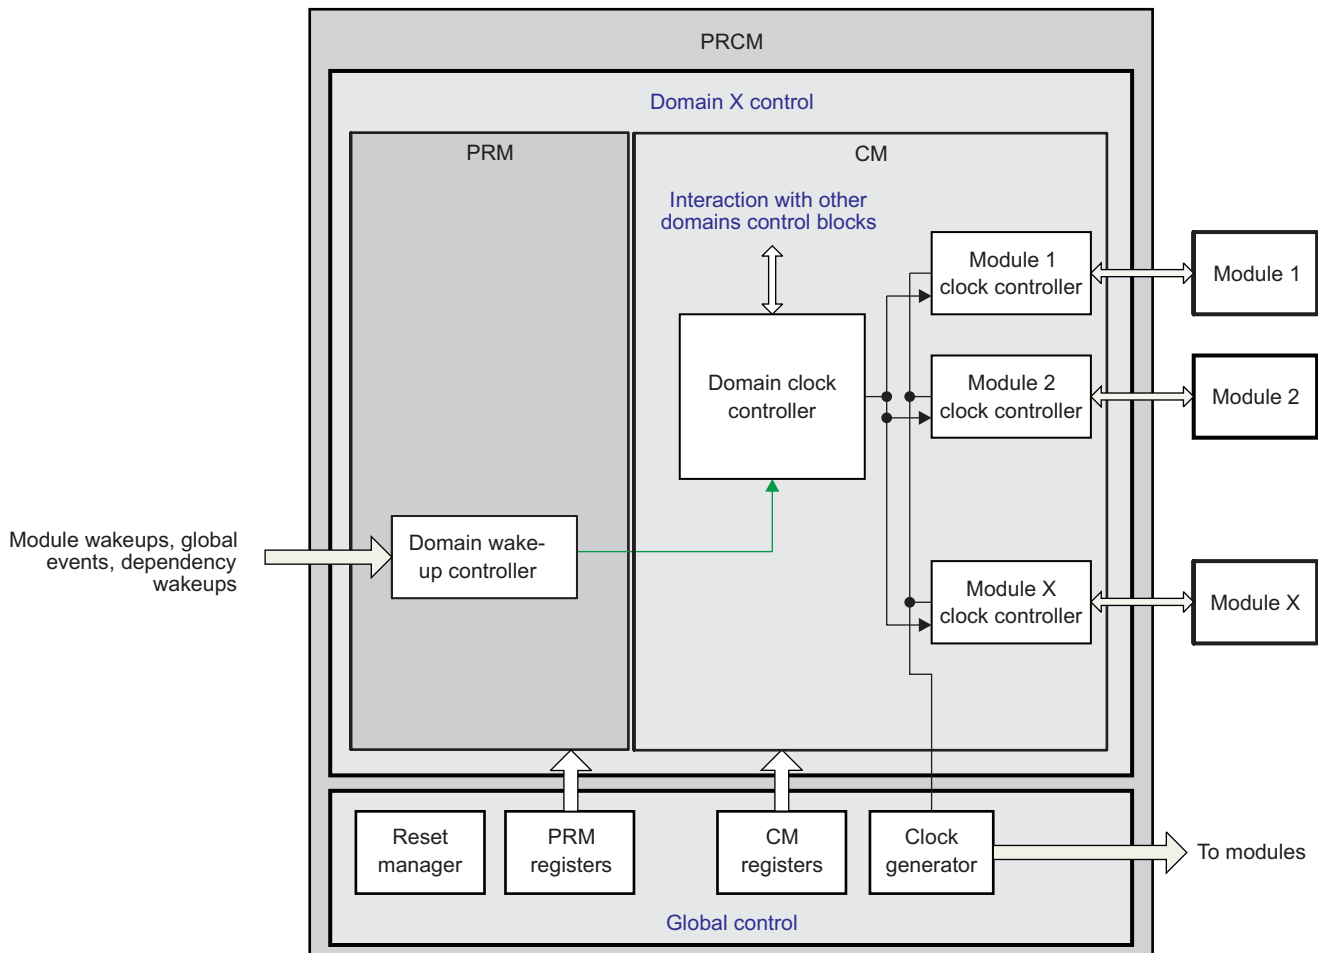 PRCM
Domain X control
PRM
CM
Interaction with other
domains control blocks
Module 1
clock controller
Module 1
Domain clock
controller
Module 2
clock controller
Module 2
Module wakeups, global
events, dependency
wakeups
Domain wake-
up controller
Module X
clock controller
Module X
Reset
manager
PRM
registers
CM
registers
Clock
generator
To modules
Global control